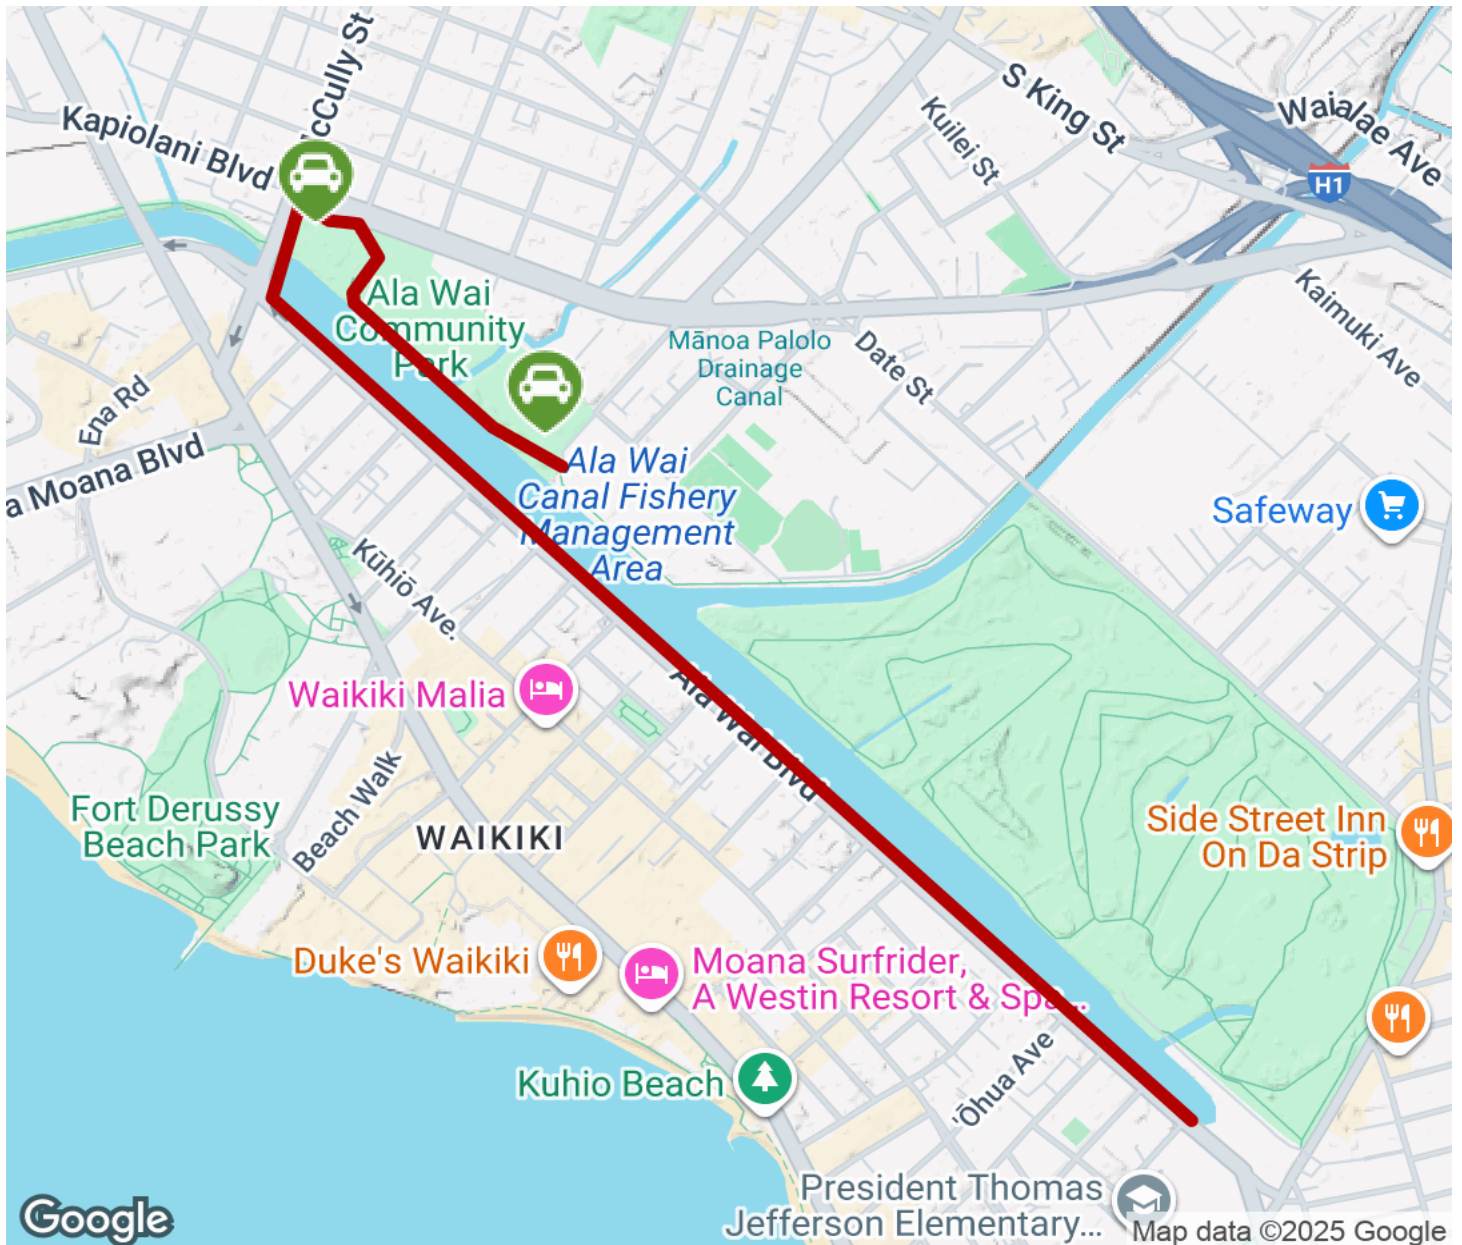 McCully St
Kapiolani Blvd
S King St
Waialae Ave
Kuilei St
H1
Kaimuki Ave
Ala Wai
Community
Park
Mānoa Palolo
Drainage
Canal
Date St
Ena Rd
a Moana Blvd
Ala Wai
Canal Fishery
Management
Area
Safeway
Kūhiō Ave.
Waikiki Malia
Ala Wai Blvd
Fort Derussy
Beach Park
Beach Walk
WAIKIKI
Side Street Inn
On Da Strip
Duke's Waikiki
Moana Surfrider,
A Westin Resort & Spa...
Kuhio Beach
ʻŌhua Ave
President Thomas
Jefferson Elementary...
Google
Map data ©2025 Google